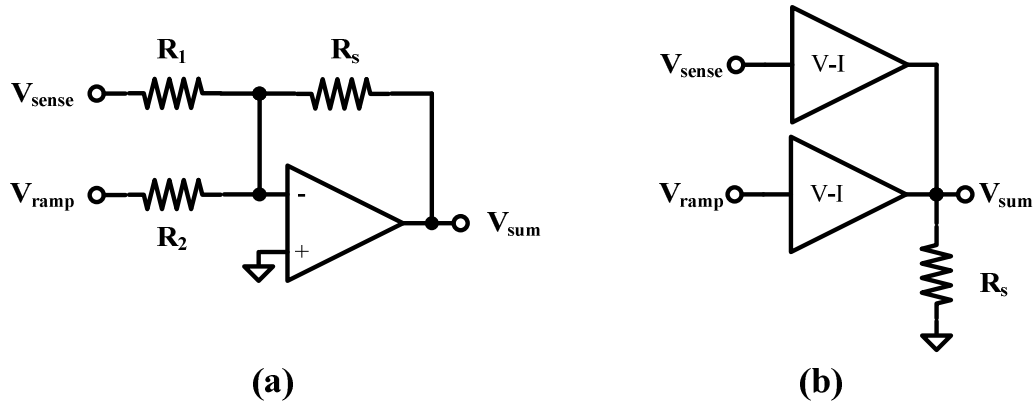 R1
Rs
Vsense
Vramp
R2
-
+
Vsum
(a)
Vsense
V-I
Vramp
V-I
Vsum
Rs
(b)